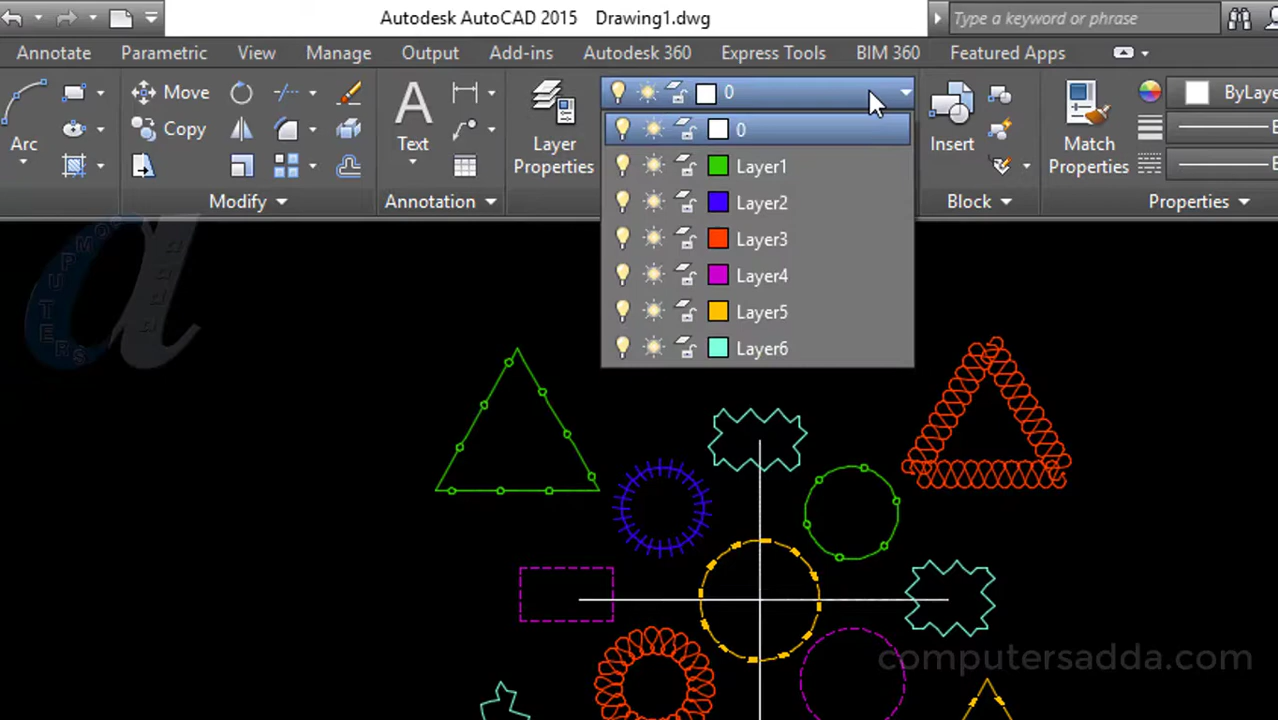 Autodesk AutoCAD 2015 Drawing1.dwg
Type a keyword or phrase
Annotate Parametric View Manage Output Add-ins Autodesk 360 Express Tools BIM 360 Featured Apps
0
Move
ByLaye
Copy
0
Arc
Text
Layer
Properties
Insert
Match
Properties
Layer1
Modify
Annotation
Layer2
Block
Properties
Layer3
Layer4
Layer5
Layer6
a
COMPUTERS
adda
computersadda.com